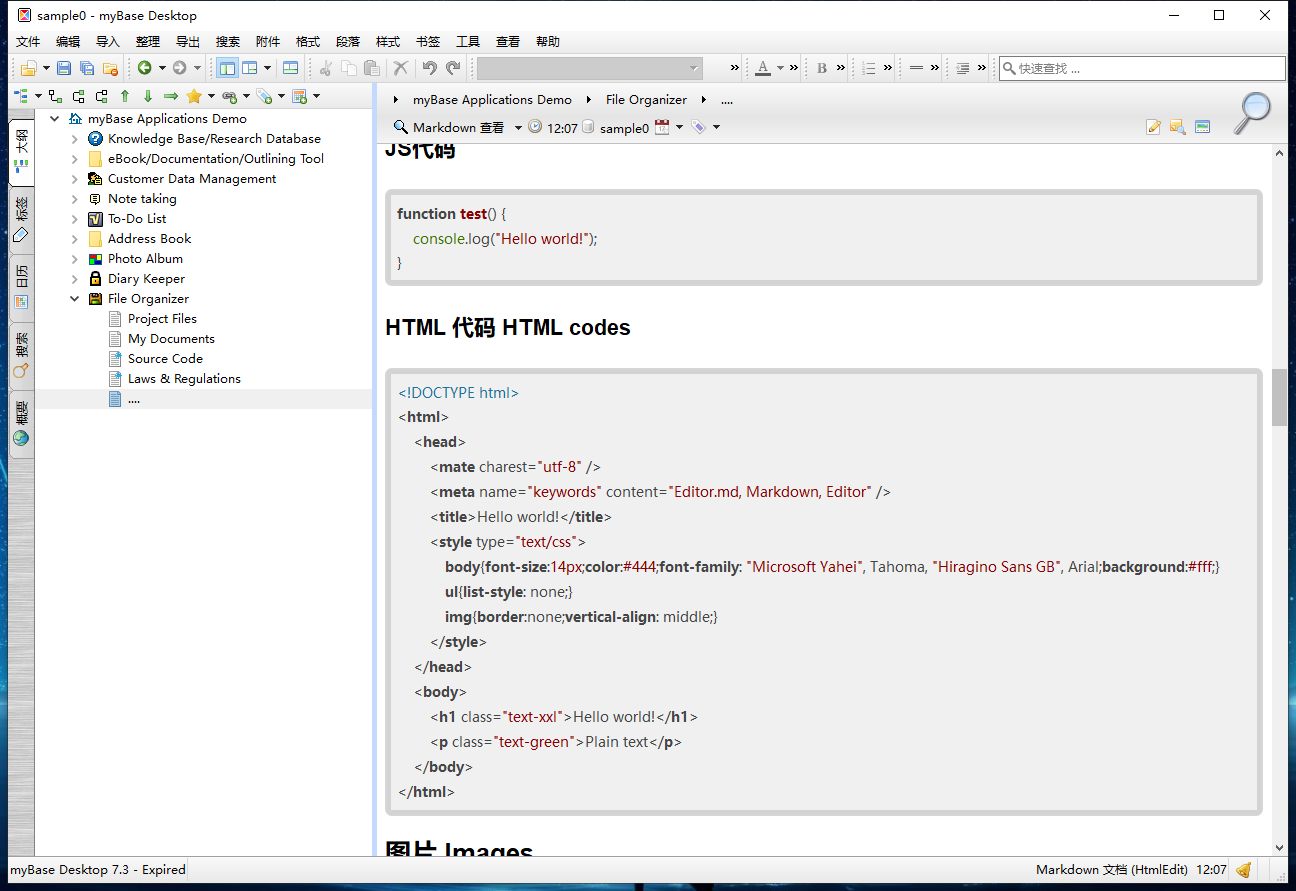 sample0 - myBase Desktop
文件 编辑 导入 整理 导出 搜索 附件 格式 段落 样式 书签 工具 查看 帮助
A B 快速查找 ...
myBase Applications Demo File Organizer ....
Markdown 查看 12:07 sample0
大纲
标签
日历
搜索
概要
myBase Applications Demo
Knowledge Base/Research Database
eBook/Documentation/Outlining Tool
Customer Data Management
Note taking
To-Do List
Address Book
Photo Album
Diary Keeper
File Organizer
Project Files
My Documents
Source Code
Laws & Regulations
....
JS代码
function test() {
    console.log("Hello world!");
}
HTML 代码 HTML codes
<!DOCTYPE html>
<html>
    <head>
        <mate charest="utf-8" />
        <meta name="keywords" content="Editor.md, Markdown, Editor" />
        <title>Hello world!</title>
        <style type="text/css">
            body{font-size:14px;color:#444;font-family: "Microsoft Yahei", Tahoma, "Hiragino Sans GB", Arial;background:#fff;}
            ul{list-style: none;}
            img{border:none;vertical-align: middle;}
        </style>
    </head>
    <body>
        <h1 class="text-xxl">Hello world!</h1>
        <p class="text-green">Plain text</p>
    </body>
</html>
图片 Images
myBase Desktop 7.3 - Expired
Markdown 文档 (HtmlEdit) 12:07